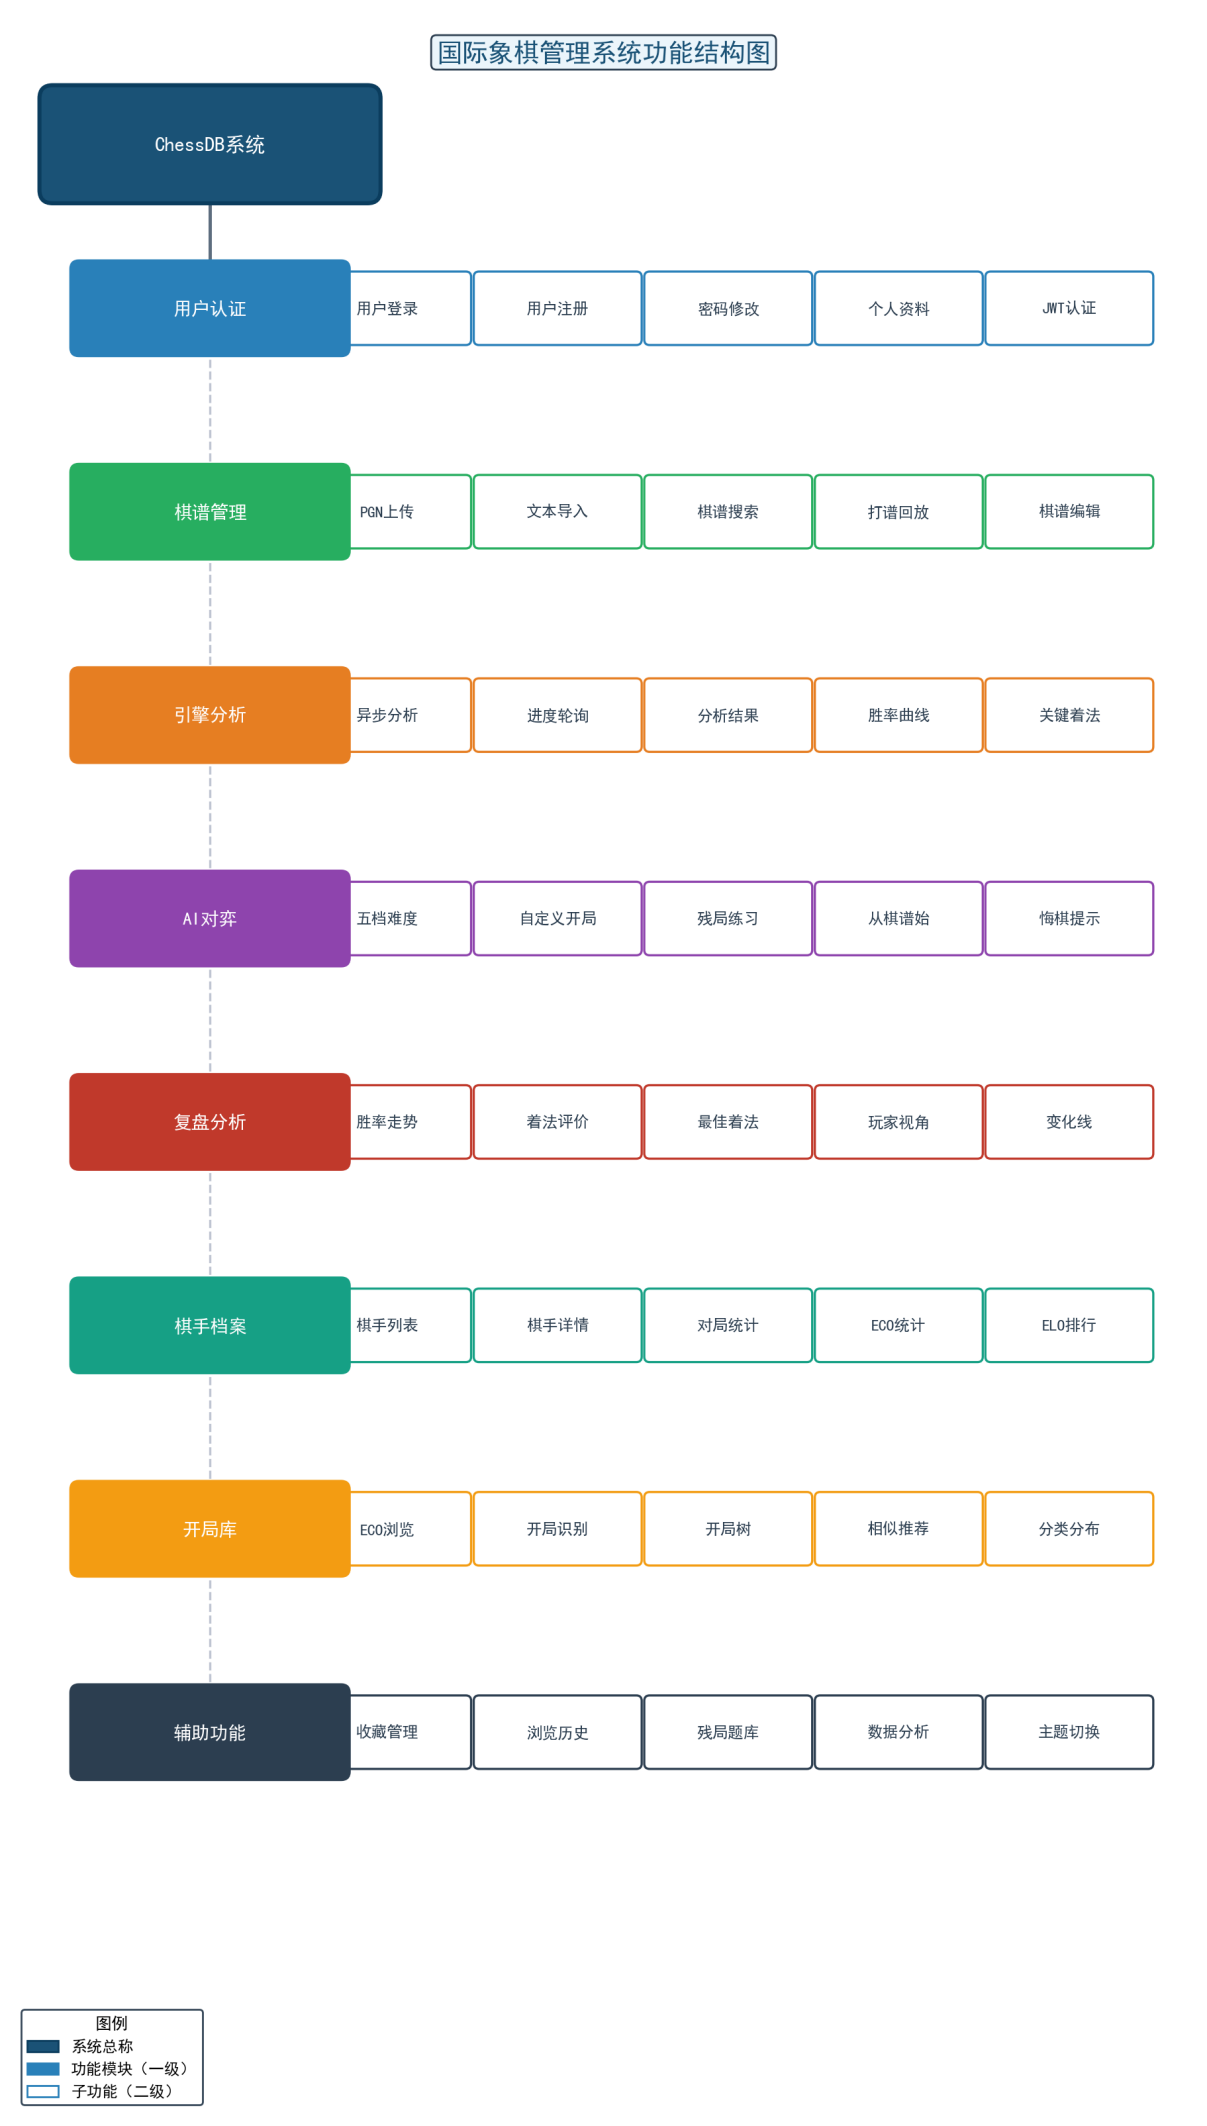 国际象棋管理系统功能结构图
ChessDB系统
用户认证
用户登录
用户注册
密码修改
个人资料
JWT认证
棋谱管理
PGN上传
文本导入
棋谱搜索
打谱回放
棋谱编辑
引擎分析
异步分析
进度轮询
分析结果
胜率曲线
关键着法
AI对弈
五档难度
自定义开局
残局练习
从棋谱始
悔棋提示
复盘分析
胜率走势
着法评价
最佳着法
玩家视角
变化线
棋手档案
棋手列表
棋手详情
对局统计
ECO统计
ELO排行
开局库
ECO浏览
开局识别
开局树
相似推荐
分类分布
辅助功能
收藏管理
浏览历史
残局题库
数据分析
主题切换
图例
系统总称
功能模块（一级）
子功能（二级）